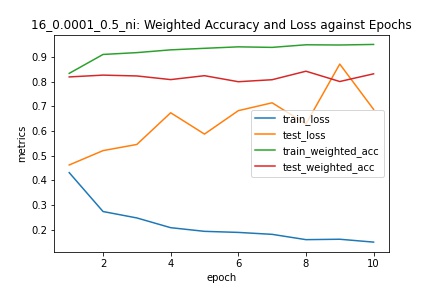 16_0.0001_0.5_ni: Weighted Accuracy and Loss against Epochs
metrics
0.9
0.8
0.7
0.6
0.5
0.4
0.3
0.2
train_loss
test_loss
train_weighted_acc
test_weighted_acc
2 4 6 8 10
epoch